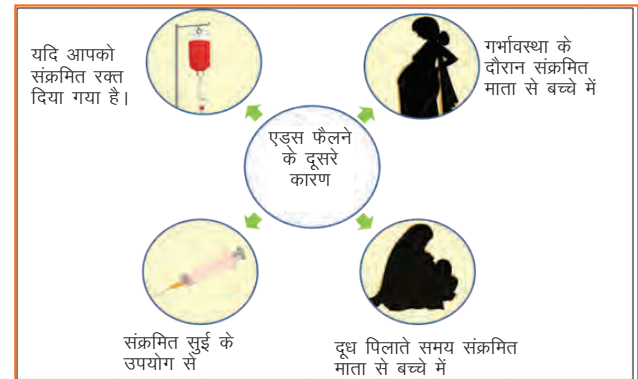 यदि आपको
संक्रमित रक्त
दिया गया है।
गर्भावस्था के
दौरान संक्रमित
माता से बच्चे में
एड्स फैलने
के दूसरे
कारण
संक्रमित सुई के
उपयोग से
दूध पिलाते समय संक्रमित
माता से बच्चे में